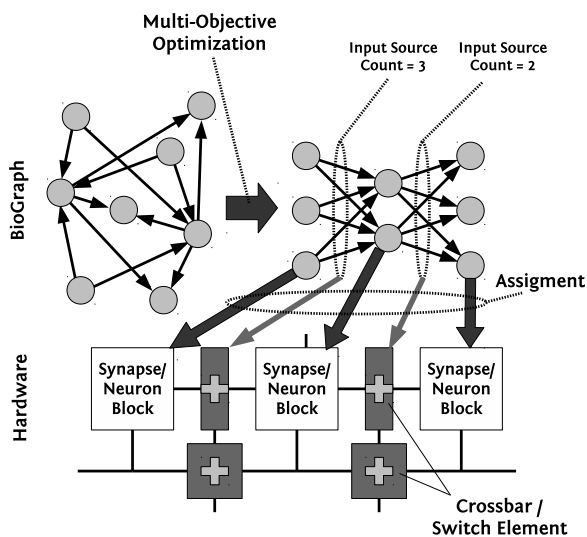 Multi-Objective
Optimization
Input Source
Count = 3
Input Source
Count = 2
BioGraph
Assigment
Hardware
Synapse/
Neuron
Block
Synapse/
Neuron
Block
Synapse/
Neuron
Block
Crossbar /
Switch Element